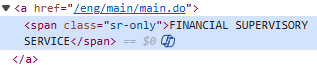 ▼<a href="/eng/main/main.do">
<span class="sr-only">FINANCIAL SUPERVISORY
SERVICE</span> == $0
</a>